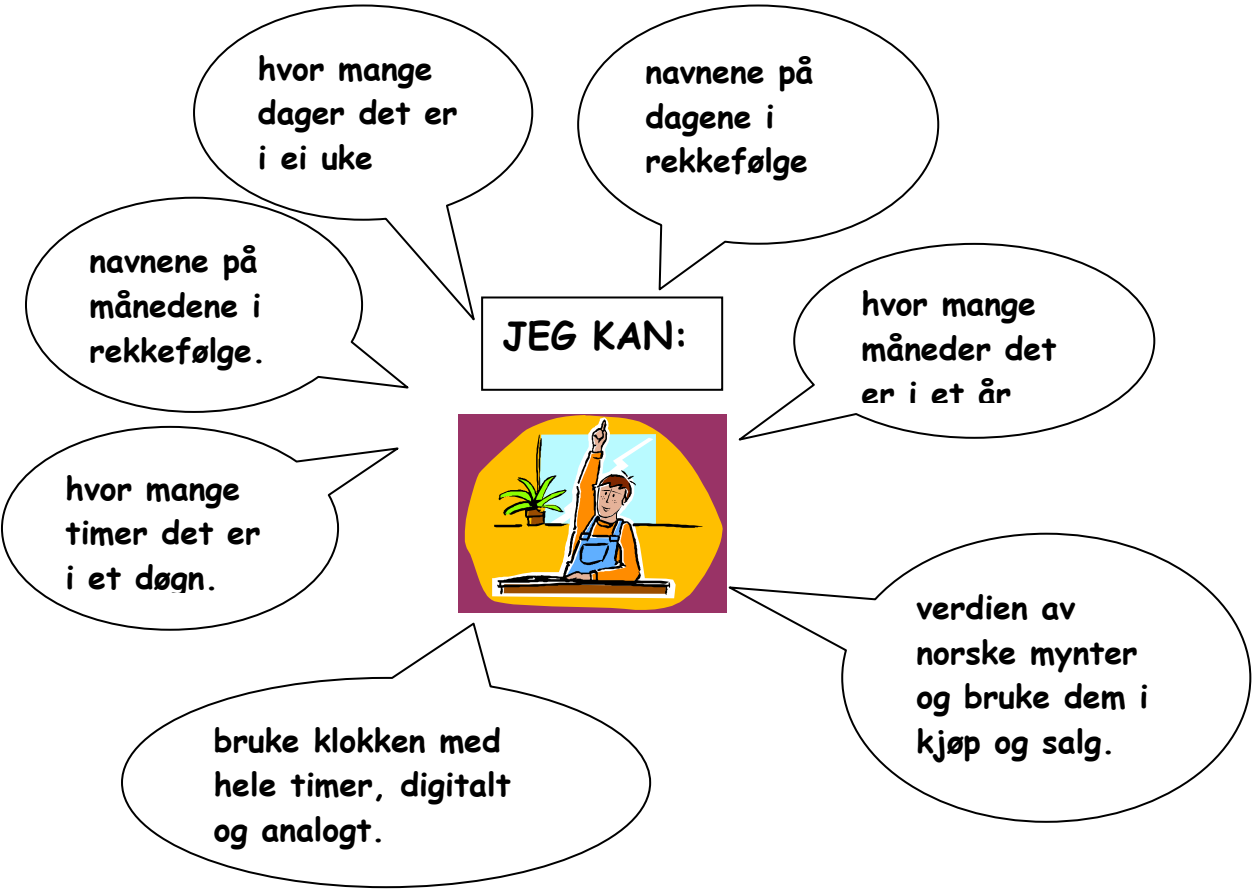 hvor mange
dager det er
i ei uke
navnene på
dagene i
rekkefølge
navnene på
månedene i
rekkefølge.
JEG KAN:
hvor mange
måneder det
er i et år
hvor mange
timer det er
i et døgn.
verdien av
norske mynter
og bruke dem i
kjøp og salg.
bruke klokken med
hele timer, digitalt
og analogt.